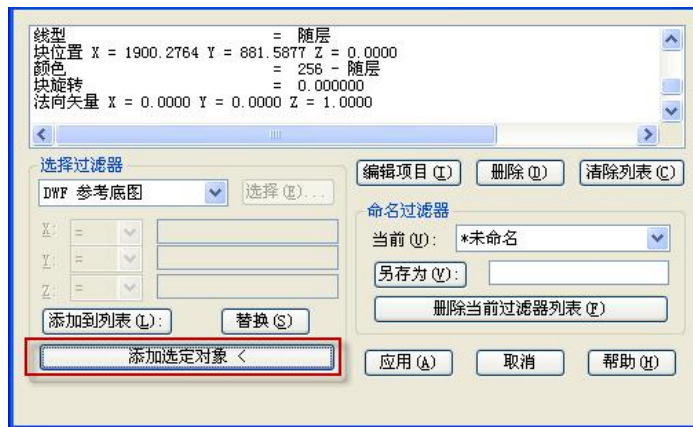 线型 = 随层
块位置 X = 1900.2764 Y = 881.5877 Z = 0.0000
颜色 = 256 - 随层
块旋转 = 0.000000
法向矢量 X = 0.0000 Y = 0.0000 Z = 1.0000
选择过滤器
DWF 参考底图 选择(E)...
X: =
Y: =
Z: =
添加到列表(L): 替换(S)
添加选定对象 <
编辑项目(I) 删除(D) 清除列表(C)
命名过滤器
当前(U): *未命名
另存为(V):
删除当前过滤器列表(F)
应用(A) 取消 帮助(H)